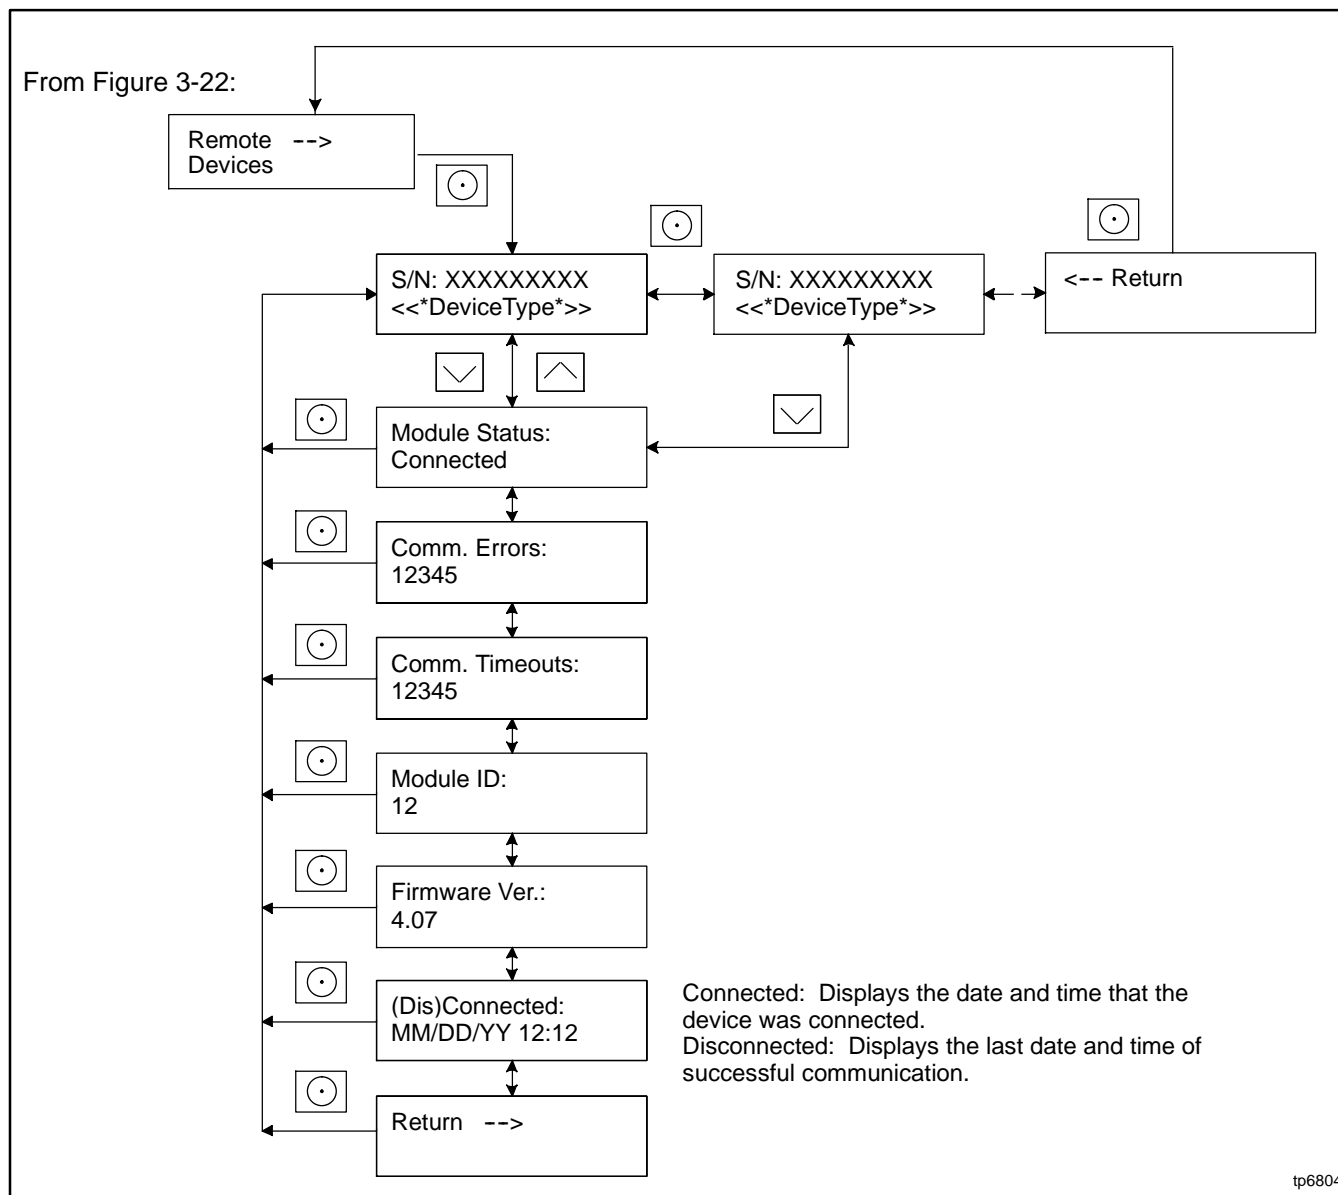 From Figure 3-22:
Remote -->
Devices
S/N: XXXXXXXXX
<<*DeviceType*>>
S/N: XXXXXXXXX
<<*DeviceType*>>
<-- Return
Module Status:
Connected
Comm. Errors:
12345
Comm. Timeouts:
12345
Module ID:
12
Firmware Ver.:
4.07
(Dis)Connected:
MM/DD/YY 12:12
Connected: Displays the date and time that the
device was connected.
Disconnected: Displays the last date and time of
successful communication.
Return -->
tp6804